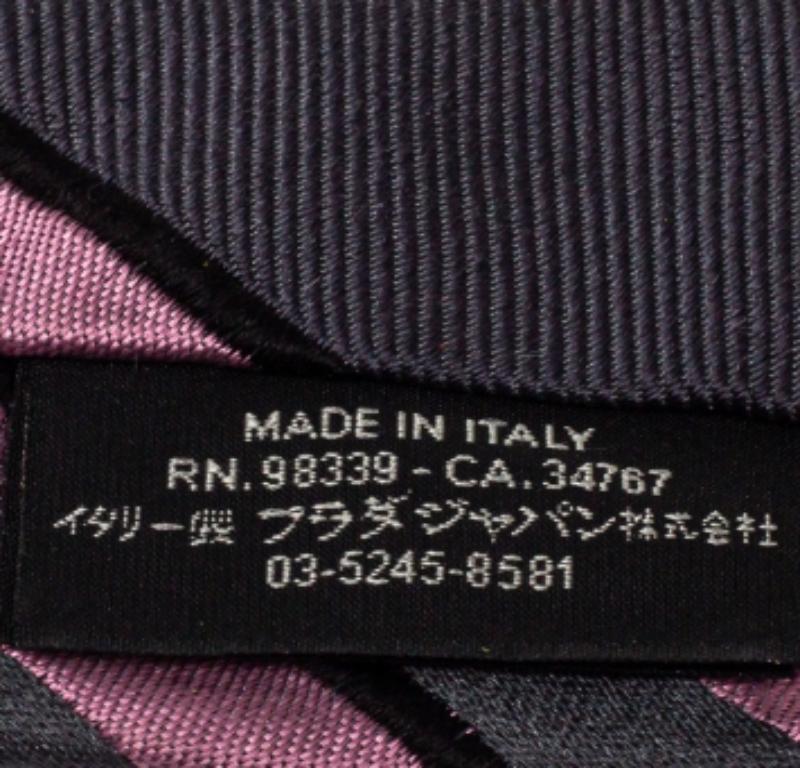 MADE IN ITALY
RN.98339 - CA.34767
イタリー製 プラダジャパン株式会社
03-5245-8581